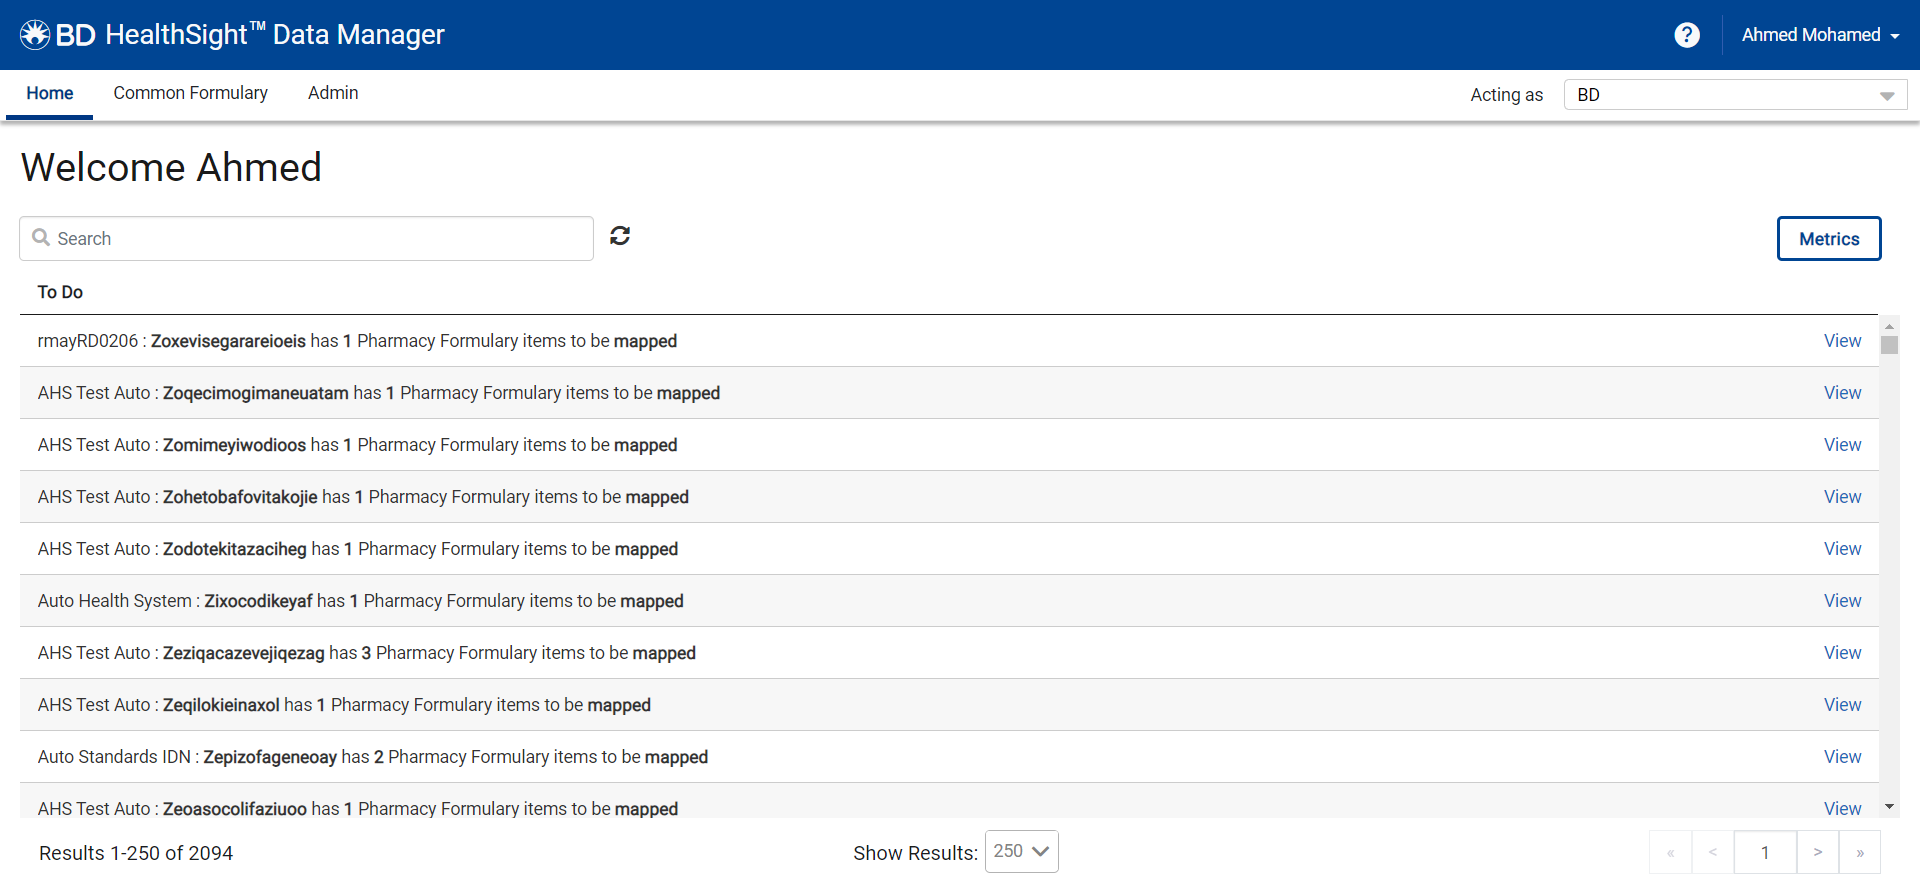 BD HealthSight™ Data Manager
? Ahmed Mohamed
Home Common Formulary Admin Acting as BD
Welcome Ahmed
Search Metrics
To Do
rmayRD0206 : Zoxevisegarareioeis has 1 Pharmacy Formulary items to be mapped View
AHS Test Auto : Zoqecimogimaneuatam has 1 Pharmacy Formulary items to be mapped View
AHS Test Auto : Zomimeyiwodioos has 1 Pharmacy Formulary items to be mapped View
AHS Test Auto : Zohetobafovitakojie has 1 Pharmacy Formulary items to be mapped View
AHS Test Auto : Zodotekitazaciheg has 1 Pharmacy Formulary items to be mapped View
Auto Health System : Zixocodikeyaf has 1 Pharmacy Formulary items to be mapped View
AHS Test Auto : Zeziqacazevejiqezag has 3 Pharmacy Formulary items to be mapped View
AHS Test Auto : Zeqilokieinaxol has 1 Pharmacy Formulary items to be mapped View
Auto Standards IDN : Zepizofageneoay has 2 Pharmacy Formulary items to be mapped View
AHS Test Auto : Zeoasocolifaziuoo has 1 Pharmacy Formulary items to be mapped View
Results 1-250 of 2094 Show Results: 250 « < 1 > »